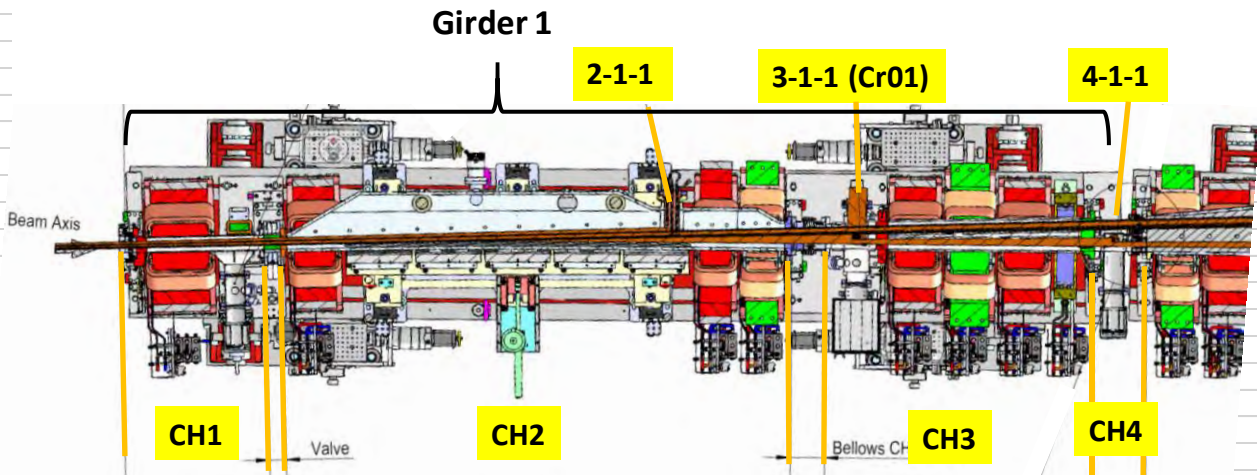 Girder 1
2-1-1
3-1-1 (Cr01)
4-1-1
Beam Axis
CH1
Valve
CH2
Bellows CH
CH3
CH4